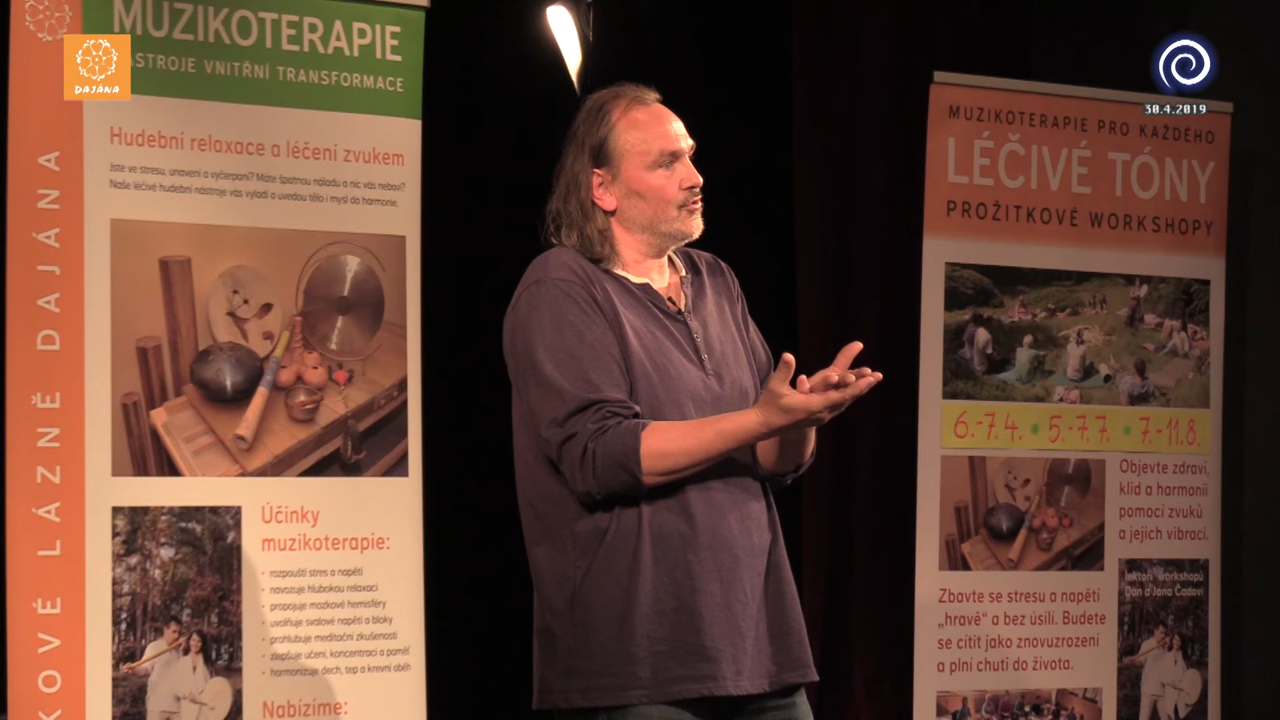 MUZIKOTERAPIE
NÁSTROJE VNITŘNÍ TRANSFORMACE
DAJÁNA
Hudební relaxace a léčení zvukem
Jste ve stresu, unavení a vyčerpaní? Máte špatnou náladu a nic vás nebaví?
Naše léčivé hudební nástroje vás vyladí a uvedou tělo i mysl do harmonie.
KOVÉ LÁZNĚ DAJÁNA
Účinky
muzikoterapie:
• rozpouští stres a napětí
• navozuje hlubokou relaxaci
• propojuje mozkové hemisféry
• uvolňuje svalové napětí a bloky
• prohlubuje meditační zkušenosti
• zlepšuje učení, koncentraci a paměť
• harmonizuje dech, tep a krevní oběh
Nabízíme:
30.4.2019
MUZIKOTERAPIE PRO KAŽDÉHO
LÉČIVÉ TÓNY
PROŽITKOVÉ WORKSHOPY
6.-7.4. • 5.-7.7. • 7.-11.8.
Objevte zdraví,
klid a harmonii
pomocí zvuků
a jejich vibrací.
lektoři workshopů
Dan a Jana Čadovi
Zbavte se stresu a napětí
„hravě“ a bez úsilí. Budete
se cítit jako znovuzrození
a plní chuti do života.